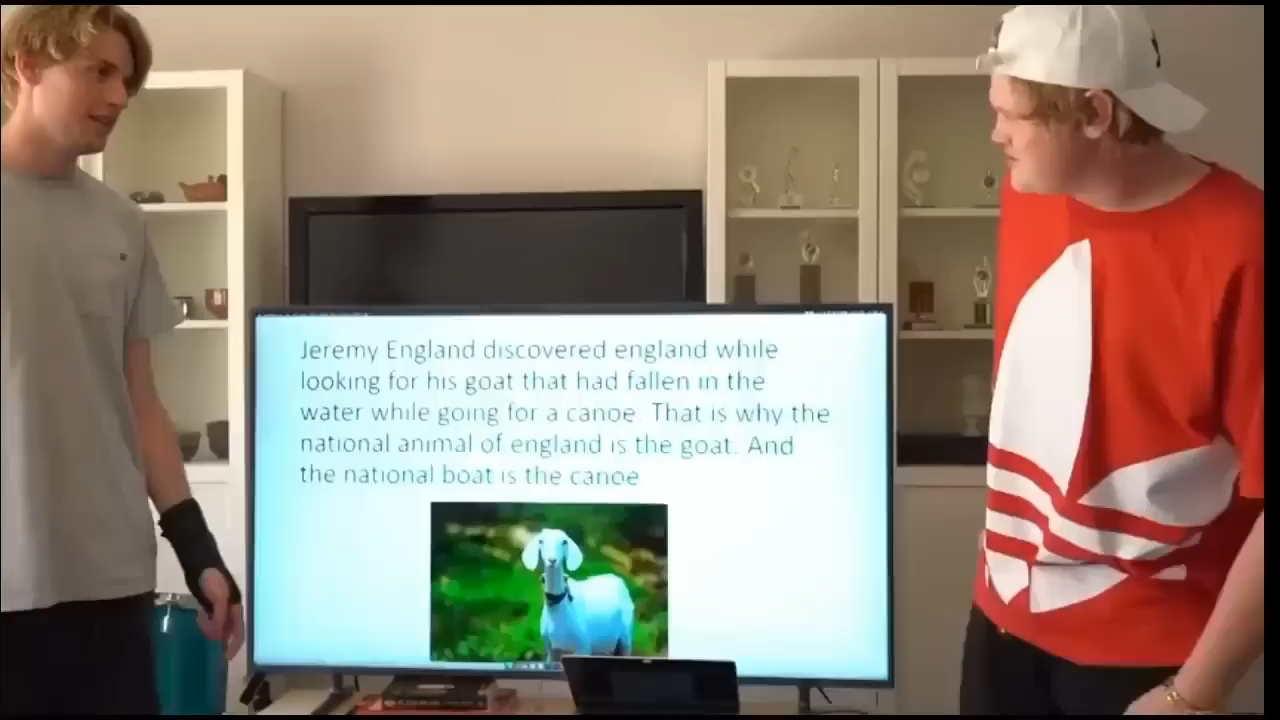 Jeremy England discovered england while
looking for his goat that had fallen in the
water while going for a canoe. That is why the
national animal of england is the goat. And
the national boat is the canoe